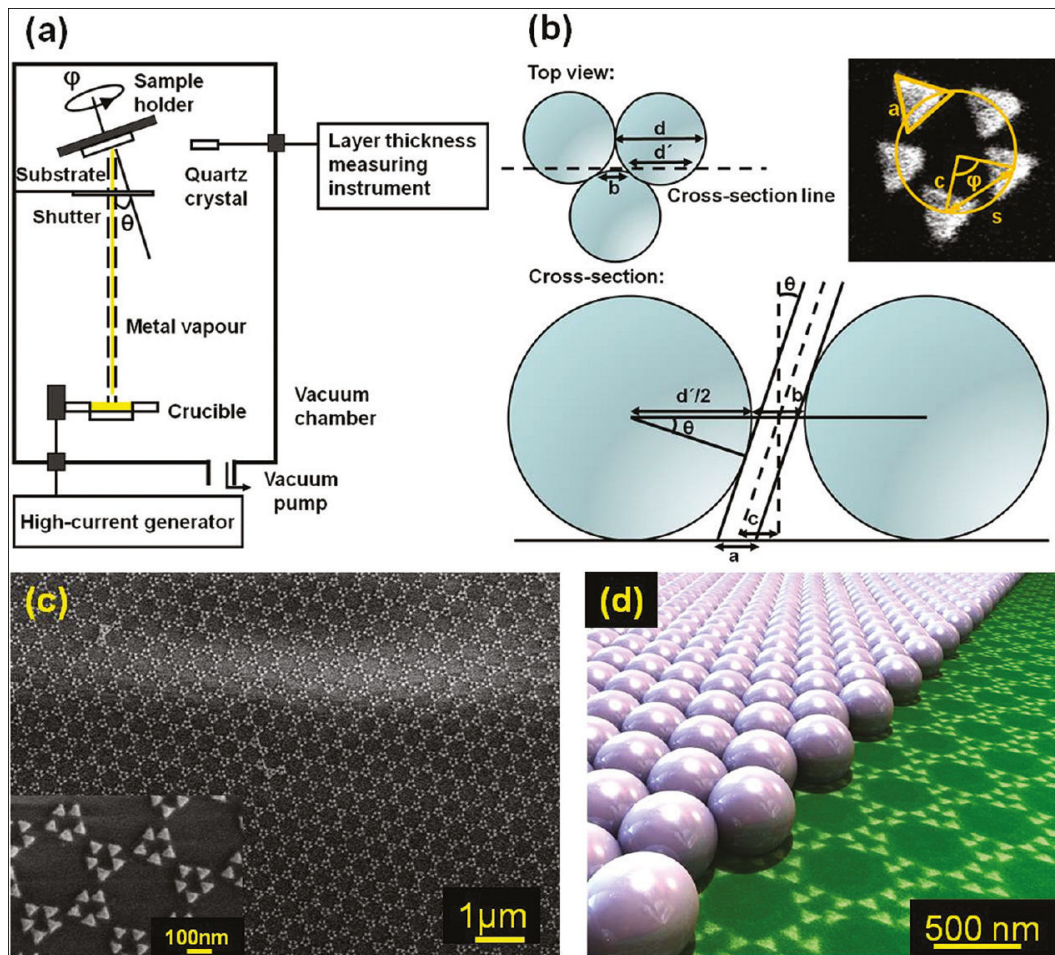 (a)
φ
Sample
holder
Substrate
Shutter
θ
Quartz
crystal
Layer thickness
measuring
instrument
Metal vapour
Crucible
Vacuum
chamber
Vacuum
pump
High-current generator
(b)
Top view:
d
d´
b
Cross-section line
a
c
φ
s
Cross-section:
θ
d´/2
b
θ
c
a
(c)
100nm
1µm
(d)
500 nm